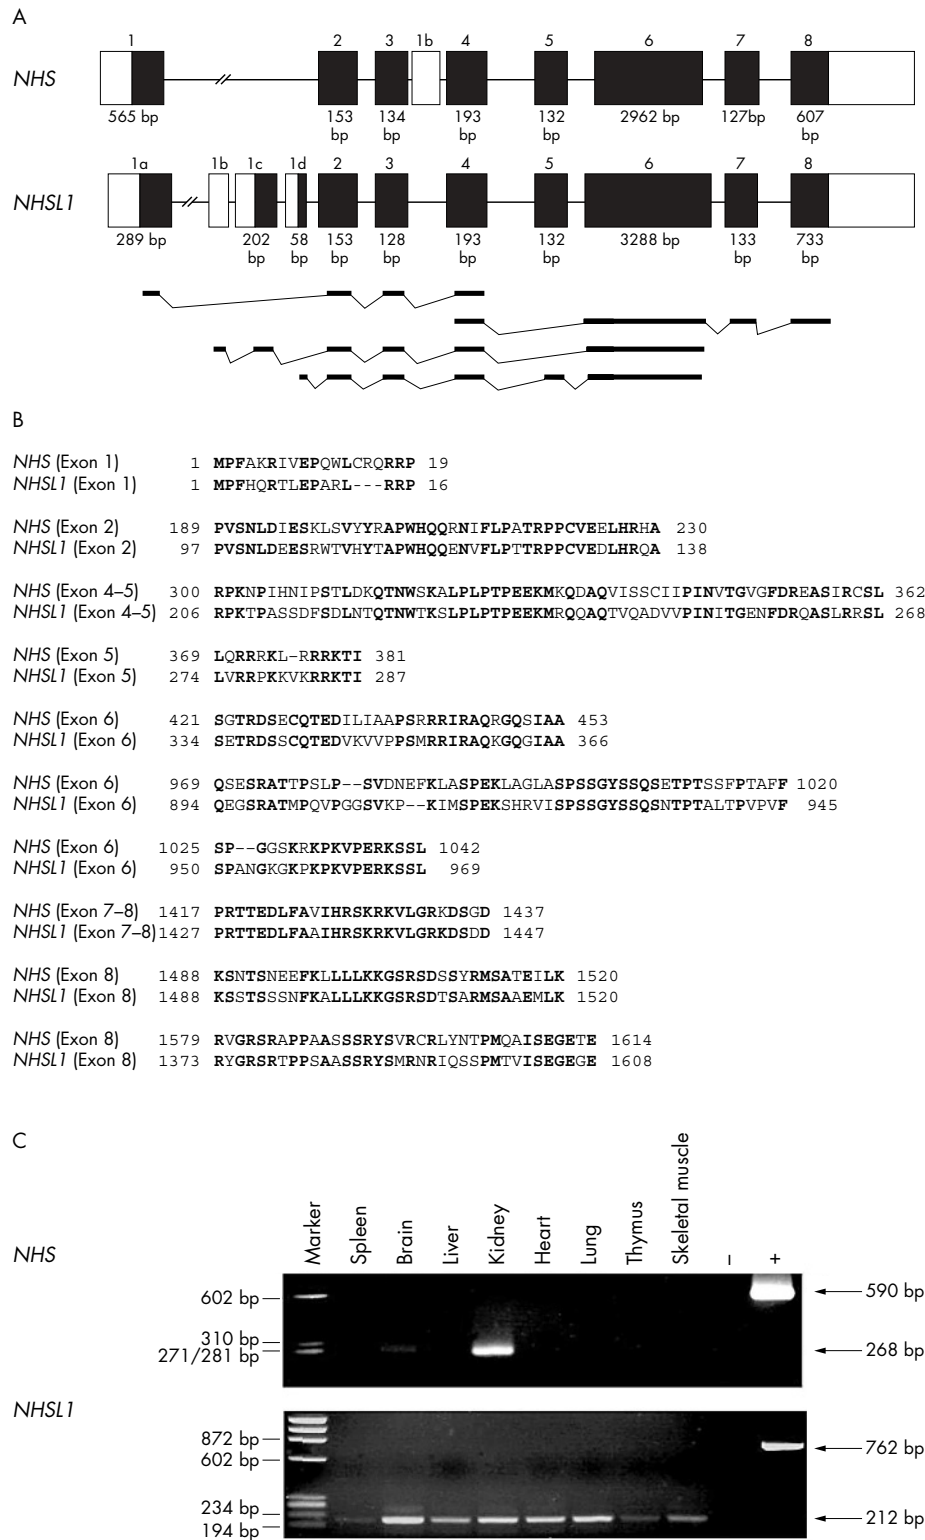 A
1 2 3 1b 4 5 6 7 8
NHS
565 bp 153 bp 134 bp 193 bp 132 bp 2962 bp 127bp 607 bp
1a 1b 1c 1d 2 3 4 5 6 7 8
NHSL1
289 bp 202 bp 58 bp 153 bp 128 bp 193 bp 132 bp 3288 bp 133 bp 733 bp
B
NHS (Exon 1) 1 MPFAKRIVEPQWLCRQRRP 19
NHSL1 (Exon 1) 1 MPFHQRTLEPARL---RRP 16
NHS (Exon 2) 189 PVSNLDIESKLSVYYRAPWHQQRNIFLPATRPPCVEELHRHA 230
NHSL1 (Exon 2) 97 PVSNLDEESRWTVHYTAPWHQQENVFLPTTRPPCVEDLHRQA 138
NHS (Exon 4–5) 300 RPKNPIHNIPSTLDKQTNWSKALPLPTPEEKMKQDAQVISSCIIPINVTGVGFDREASIRCSL 362
NHSL1 (Exon 4–5) 206 RPKTPASSDFSDLNTQTNWTKSLPLPTPEEKMRQQAQTVQADVVPINITGENFDRQASLRRSL 268
NHS (Exon 5) 369 LQRRRKL-RRRKTI 381
NHSL1 (Exon 5) 274 LVRRPKKVKRRKTI 287
NHS (Exon 6) 421 SGTRDSECQTEDILIAAPSRRRIRAQRGQSIAA 453
NHSL1 (Exon 6) 334 SETRDSSCQTEDVKVVPPSMRRIRAQKGQGIAA 366
NHS (Exon 6) 969 QSESRATTPSLP--SVDNEFKLASPEKLAGLASPSSGYSSQSETPTSSFPTAFF 1020
NHSL1 (Exon 6) 894 QEGSRATMPQVPGGSVKP--KIMSPEKSHRVISPSSGYSSQSNTPTALTPVPVF 945
NHS (Exon 6) 1025 SP--GGSKRKPKVPERKSSL 1042
NHSL1 (Exon 6) 950 SPANGKGKPKPKVPERKSSL 969
NHS (Exon 7–8) 1417 PRTTEDLFAVIHRSKRKVLGRKDSGD 1437
NHSL1 (Exon 7–8) 1427 PRTTEDLFAAIHRSKRKVLGRKDSDD 1447
NHS (Exon 8) 1488 KSNTSNEEFKLLLLKKGSRSDSSYRMSATEILK 1520
NHSL1 (Exon 8) 1488 KSSTSSSNFKALLLKKGSRSDTSARMSAAEMLK 1520
NHS (Exon 8) 1579 RVGRSRAPPAASSSRYSVRCRLYNTPMQAISEGETE 1614
NHSL1 (Exon 8) 1373 RYGRSRTPPSAASSRYSMRNRIQSSPMTVISEGEGE 1608
C
Marker Spleen Brain Liver Kidney Heart Lung Thymus Skeletal muscle – +
NHS
602 bp 590 bp
310 bp
271/281 bp 268 bp
NHSL1
872 bp 762 bp
602 bp
234 bp 212 bp
194 bp